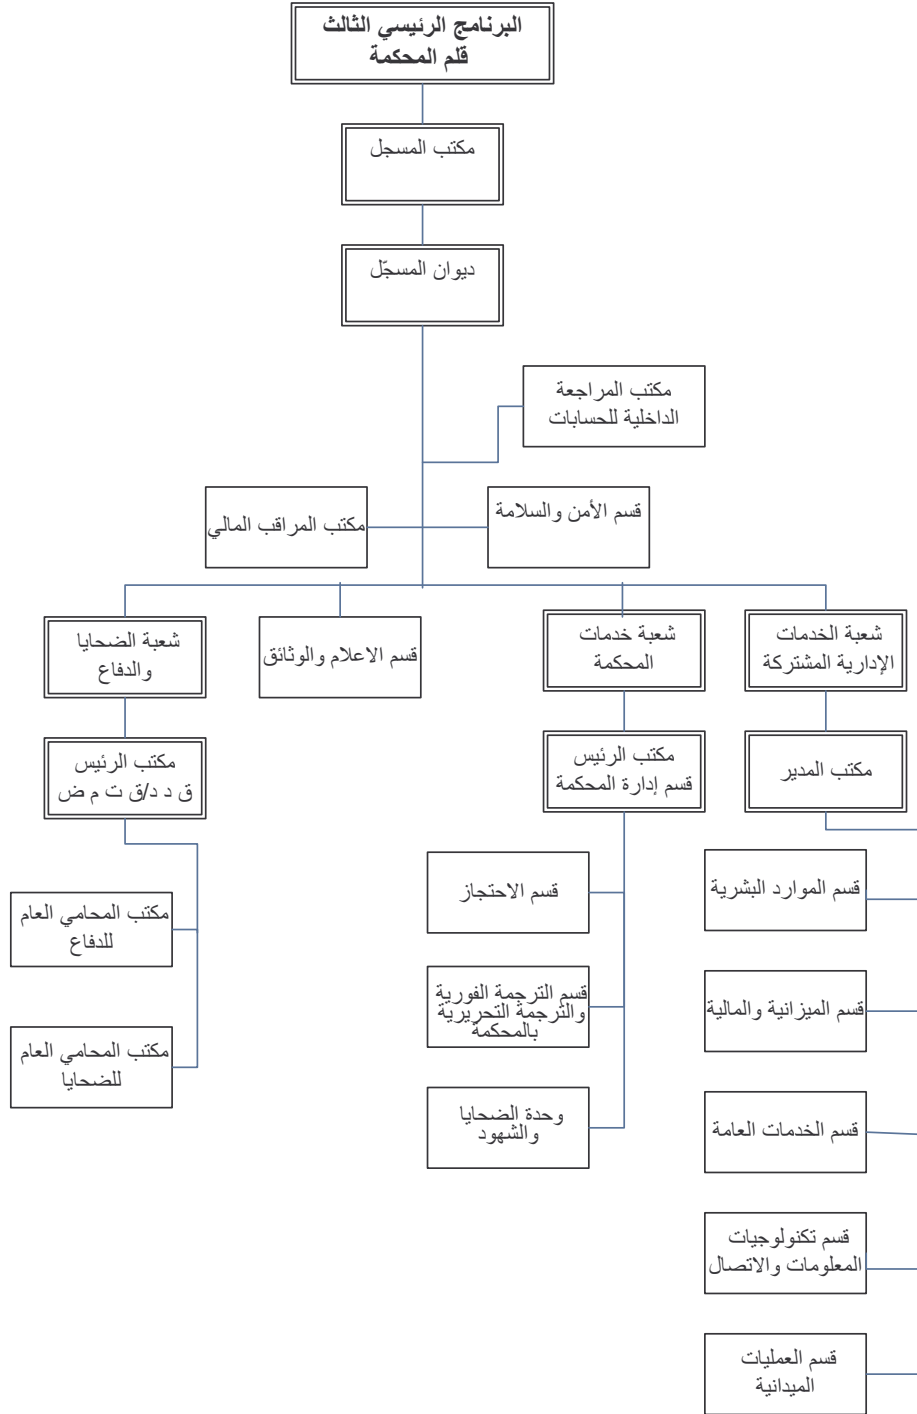 البرنامج الرئيسي الثالث
قلم المحكمة
مكتب المسجل
ديوان المسجّل
مكتب المراجعة
الداخلية للحسابات
قسم الأمن والسلامة
مكتب المراقب المالي
شعبة الخدمات
الإدارية المشتركة
شعبة خدمات
المحكمة
قسم الاعلام والوثائق
شعبة الضحايا
والدفاع
مكتب المدير
مكتب الرئيس
قسم إدارة المحكمة
مكتب الرئيس
ق د د/ق ت م ض
قسم الموارد البشرية
قسم الاحتجاز
مكتب المحامي العام
للدفاع
قسم الميزانية والمالية
قسم الترجمة الفورية
والترجمة التحريرية
بالمحكمة
مكتب المحامي العام
للضحايا
قسم الخدمات العامة
وحدة الضحايا
والشهود
قسم تكنولوجيات
المعلومات والاتصال
قسم العمليات
الميدانية